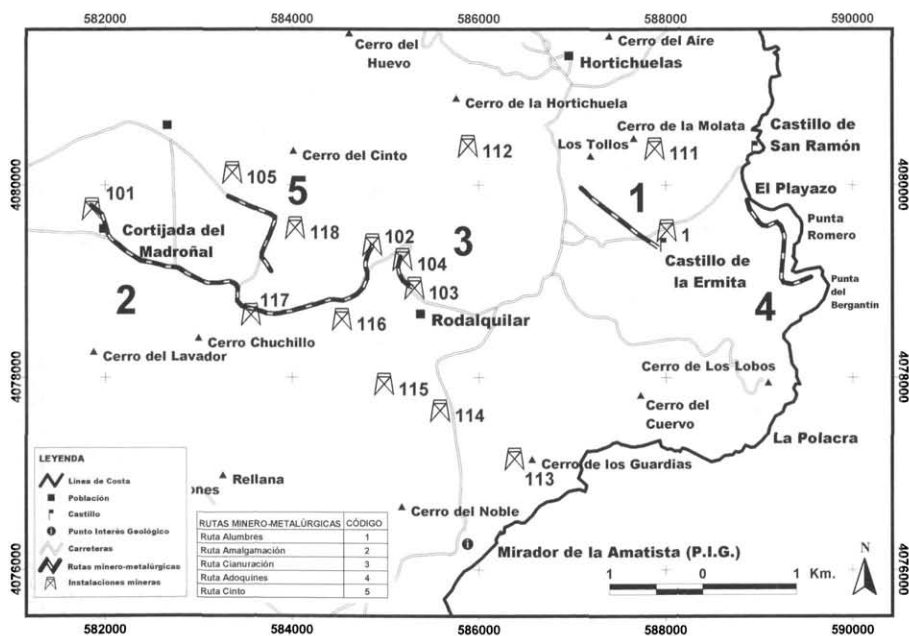 582000 584000 586000 588000 590000
Cerro del Huevo
Cerro del Aire
Hortichuelas
Cerro de la Hortichuela
Cerro de la Molata
Castillo de San Ramón
Los Tollos
111
112
Cerro del Cinto
105
5
4080000
4080000
101
1
El Playazo
118
Cortijada del Madroñal
102
3
1
Punta Romero
104
Castillo de la Ermita
103
2
4
Punta del Bergantín
117
116
Rodalquilar
Cerro Chuchillo
Cerro del Lavador
4078000
4078000
115
Cerro de Los Lobos
114
Cerro del Cuervo
La Polacra
113
Cerro de los Guardias
Rellana
ones
Cerro del Noble
LEYENDA
Línea de Costa
Población
Castillo
Punto Interés Geológico
Carreteras
Rutas minero-metalúrgicas
Instalaciones mineras
RUTAS MINERO-METALÚRGICAS CÓDIGO
Ruta Alumbres 1
Ruta Amalgamación 2
Ruta Cianuración 3
Ruta Adoquines 4
Ruta Cinto 5
Mirador de la Amatista (P.I.G.)
4076000
4076000
N
1 0 1 Km.
582000 584000 586000 588000 590000